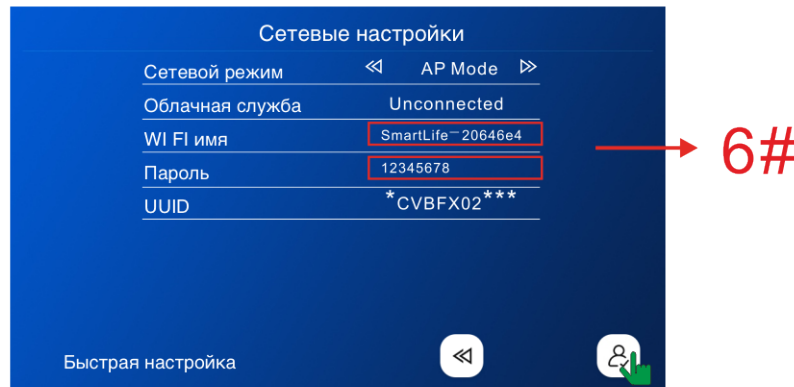 Сетевые настройки
Сетевой режим AP Mode
Облачная служба Unconnected
WI FI имя SmartLife-20646e4
Пароль 12345678
UUID *CVBFX02***
6#
Быстрая настройка